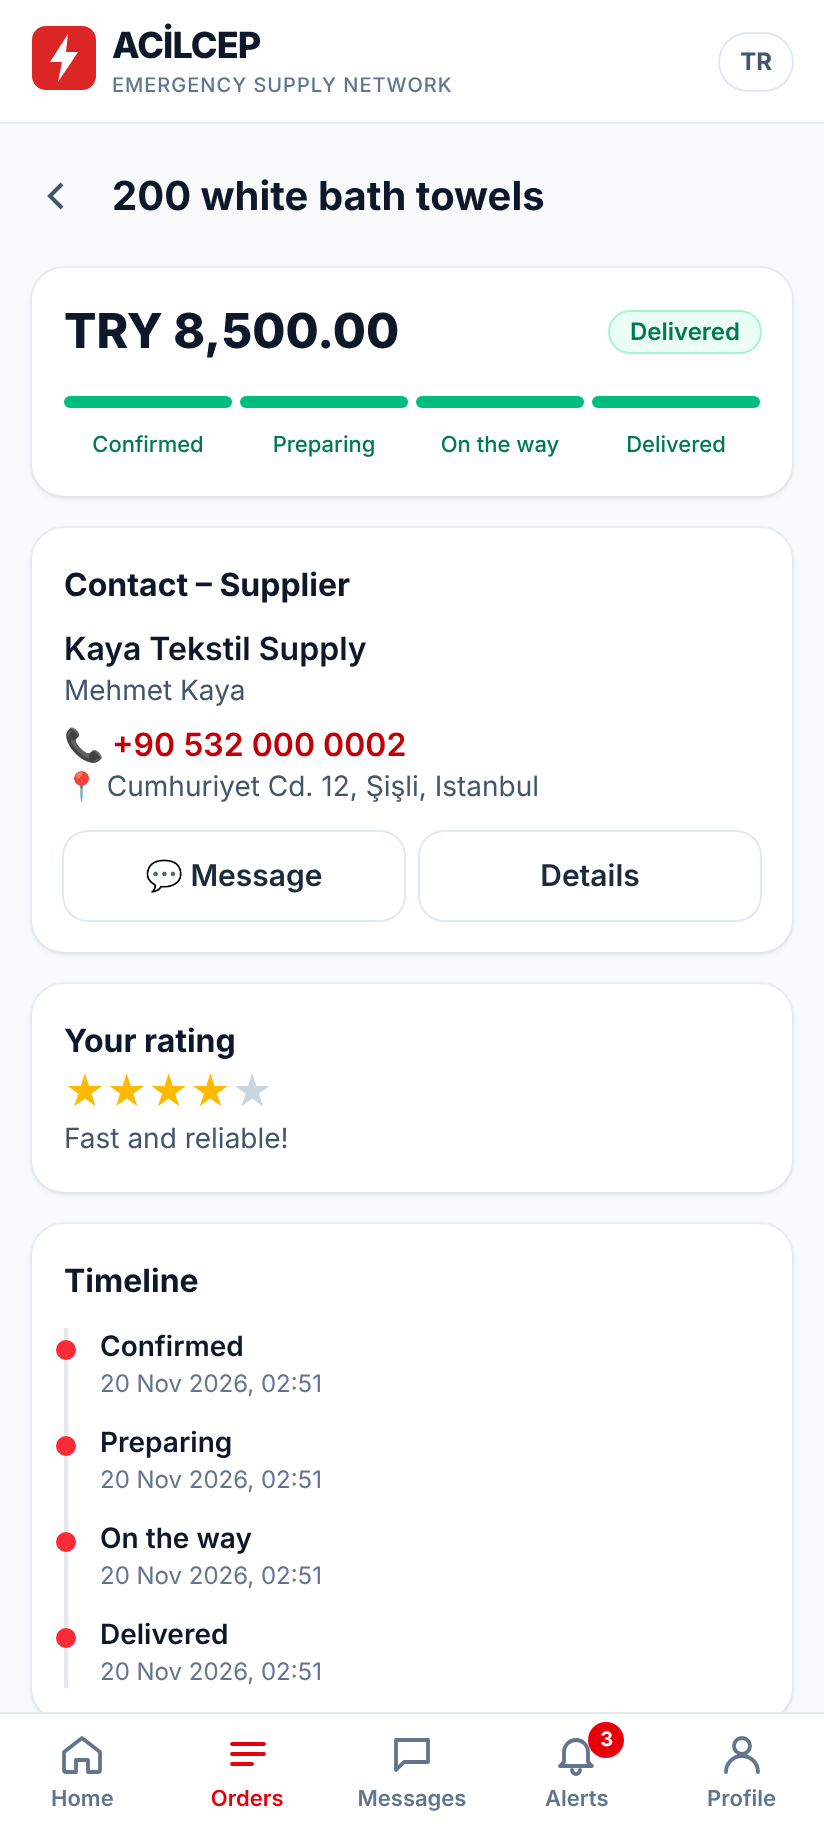 ACİLCEP
EMERGENCY SUPPLY NETWORK
TR
200 white bath towels
TRY 8,500.00
Delivered
Confirmed
Preparing
On the way
Delivered
Contact – Supplier
Kaya Tekstil Supply
Mehmet Kaya
📞 +90 532 000 0002
📍 Cumhuriyet Cd. 12, Şişli, Istanbul
💬 Message
Details
Your rating
★★★★★
Fast and reliable!
Timeline
Confirmed
20 Nov 2026, 02:51
Preparing
20 Nov 2026, 02:51
On the way
20 Nov 2026, 02:51
Delivered
20 Nov 2026, 02:51
3
Home
Orders
Messages
Alerts
Profile